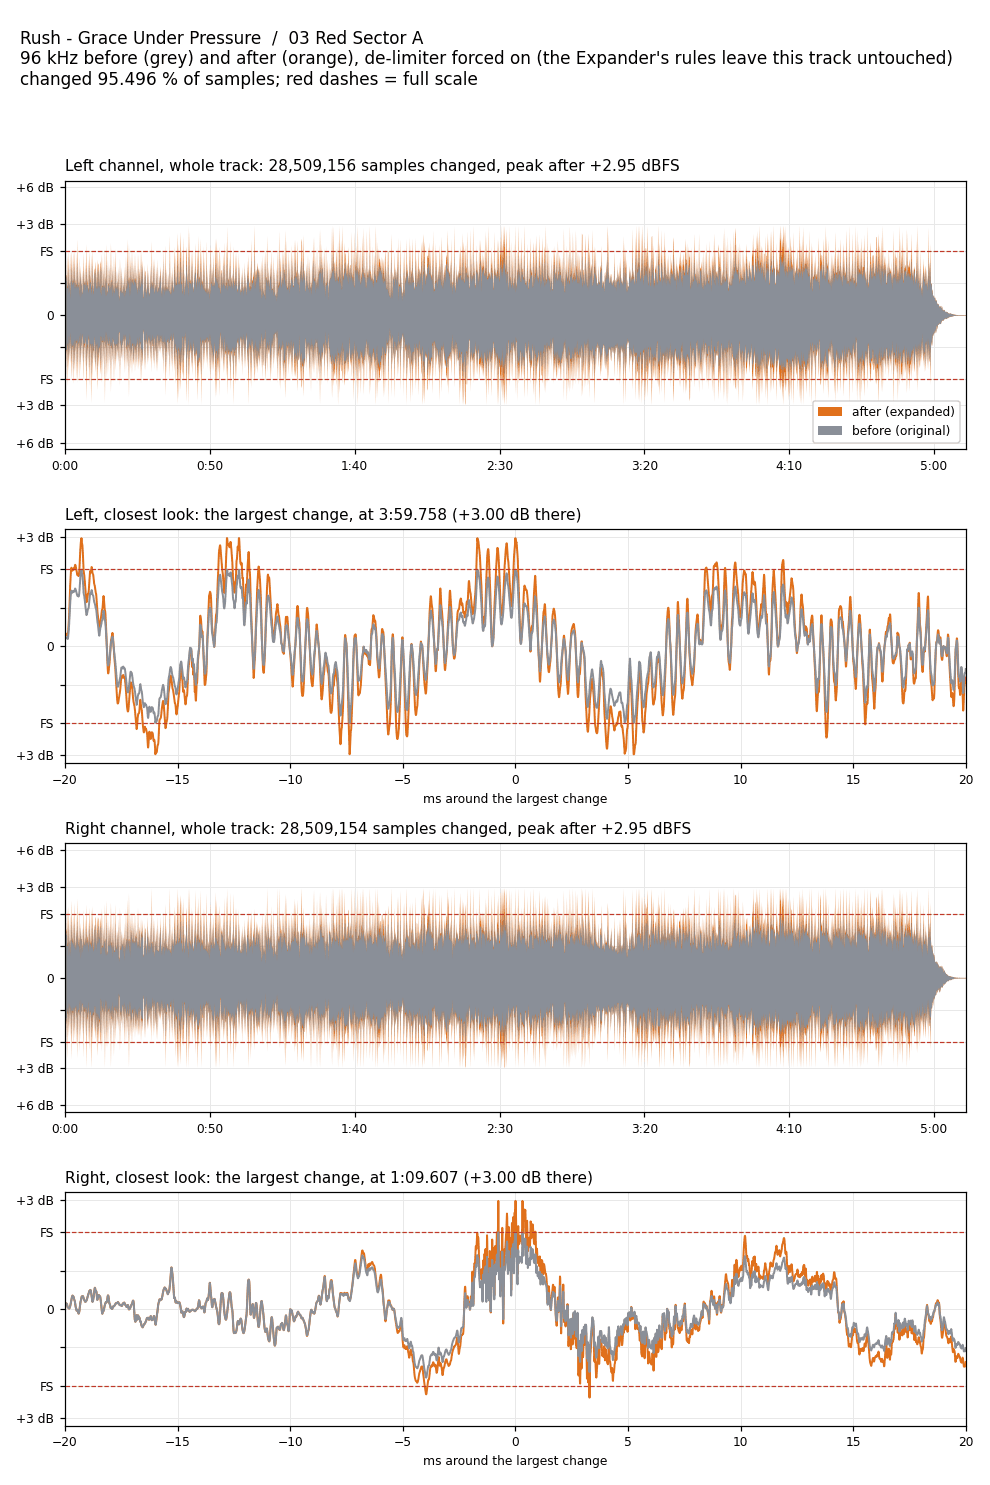 Rush - Grace Under Pressure  /  03 Red Sector A
96 kHz before (grey) and after (orange), de-limiter forced on (the Expander's rules leave this track untouched)
changed 95.496 % of samples; red dashes = full scale
Left channel, whole track: 28,509,156 samples changed, peak after +2.95 dBFS
+6 dB
+3 dB
FS
0
FS
+3 dB
+6 dB
after (expanded)
before (original)
0:00 0:50 1:40 2:30 3:20 4:10 5:00
Left, closest look: the largest change, at 3:59.758 (+3.00 dB there)
+3 dB
FS
0
FS
+3 dB
−20 −15 −10 −5 0 5 10 15 20
ms around the largest change
Right channel, whole track: 28,509,154 samples changed, peak after +2.95 dBFS
+6 dB
+3 dB
FS
0
FS
+3 dB
+6 dB
0:00 0:50 1:40 2:30 3:20 4:10 5:00
Right, closest look: the largest change, at 1:09.607 (+3.00 dB there)
+3 dB
FS
0
FS
+3 dB
−20 −15 −10 −5 0 5 10 15 20
ms around the largest change